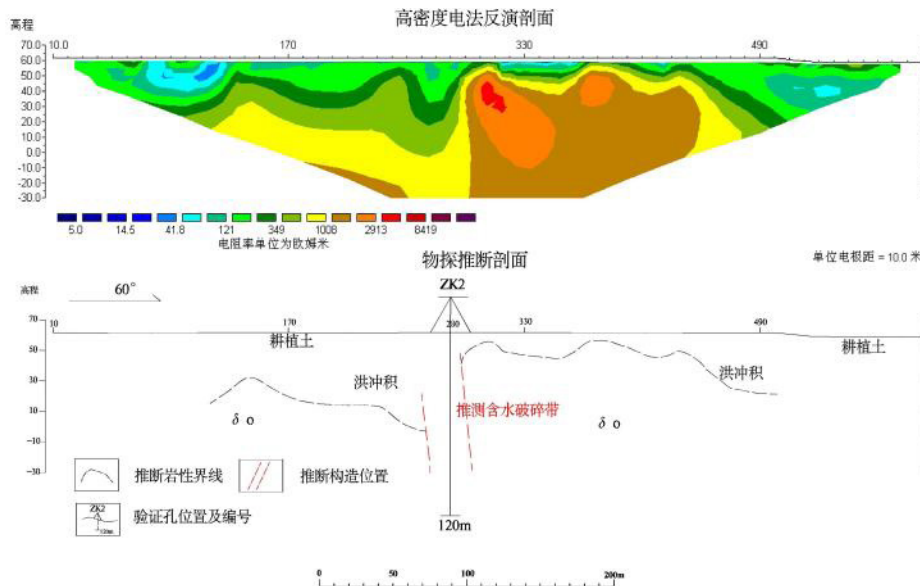 高密度电法反演剖面
高程
70.0 10.0 170 330 490
60.0
50.0
40.0
30.0
20.0
10.0
0.0
-10.0
-20.0
-30.0
5.0 14.5 41.8 121 349 1008 2913 8419
电阻率单位为欧姆米
物探推断剖面
单位电极距 = 10.0 米
ZK2
高程
60°
70 10 170 280 330 490
耕植土 耕植土
50
洪冲积 洪冲积
30
推测含水破碎带
10
δο δο
-10
-30
推断岩性界线 推断构造位置
ZK2
120m
验证孔位置及编号
120m
0 50 100 200m